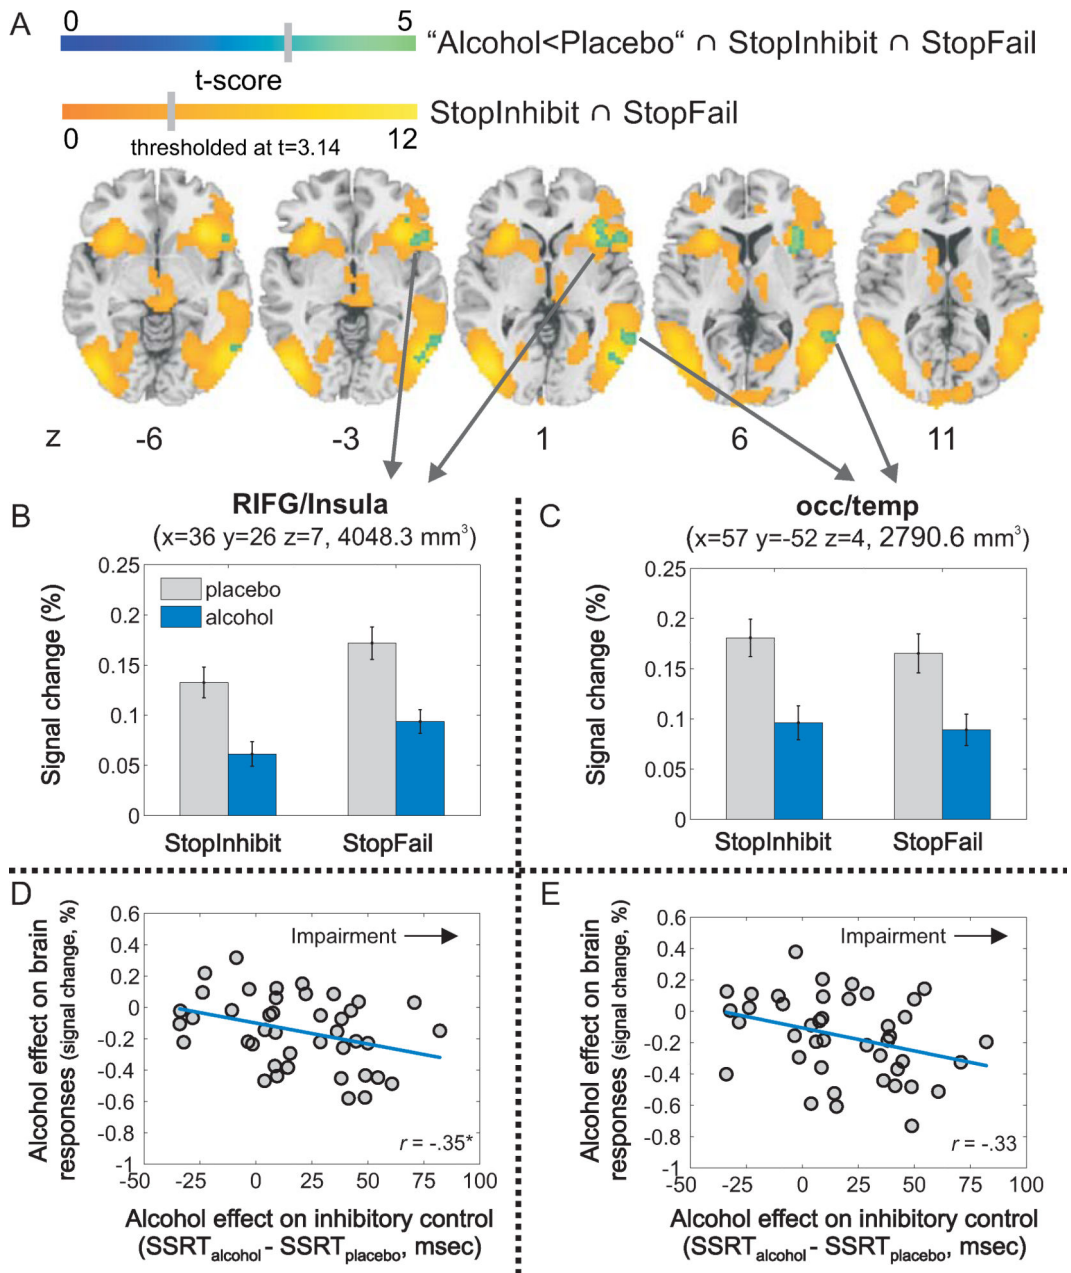 A
0 5
"Alcohol<Placebo" ∩ StopInhibit ∩ StopFail
t-score
StopInhibit ∩ StopFail
0 12
thresholded at t=3.14
z -6 -3 1 6 11
B
RIFG/Insula
(x=36 y=26 z=7, 4048.3 mm³)
0.25
0.2
0.15
0.1
0.05
0
Signal change (%)
placebo
alcohol
StopInhibit StopFail
C
occ/temp
(x=57 y=-52 z=4, 2790.6 mm³)
0.25
0.2
0.15
0.1
0.05
0
Signal change (%)
StopInhibit StopFail
D
0.6
0.4
0.2
0
-0.2
-0.4
-0.6
-0.8
-1
Alcohol effect on brain
responses (signal change, %)
Impairment
r = -.35*
-50 -25 0 25 50 75 100
Alcohol effect on inhibitory control
(SSRTalcohol - SSRTplacebo, msec)
E
0.6
0.4
0.2
0
-0.2
-0.4
-0.6
-0.8
-1
Alcohol effect on brain
responses (signal change, %)
Impairment
r = -.33
-50 -25 0 25 50 75 100
Alcohol effect on inhibitory control
(SSRTalcohol - SSRTplacebo, msec)